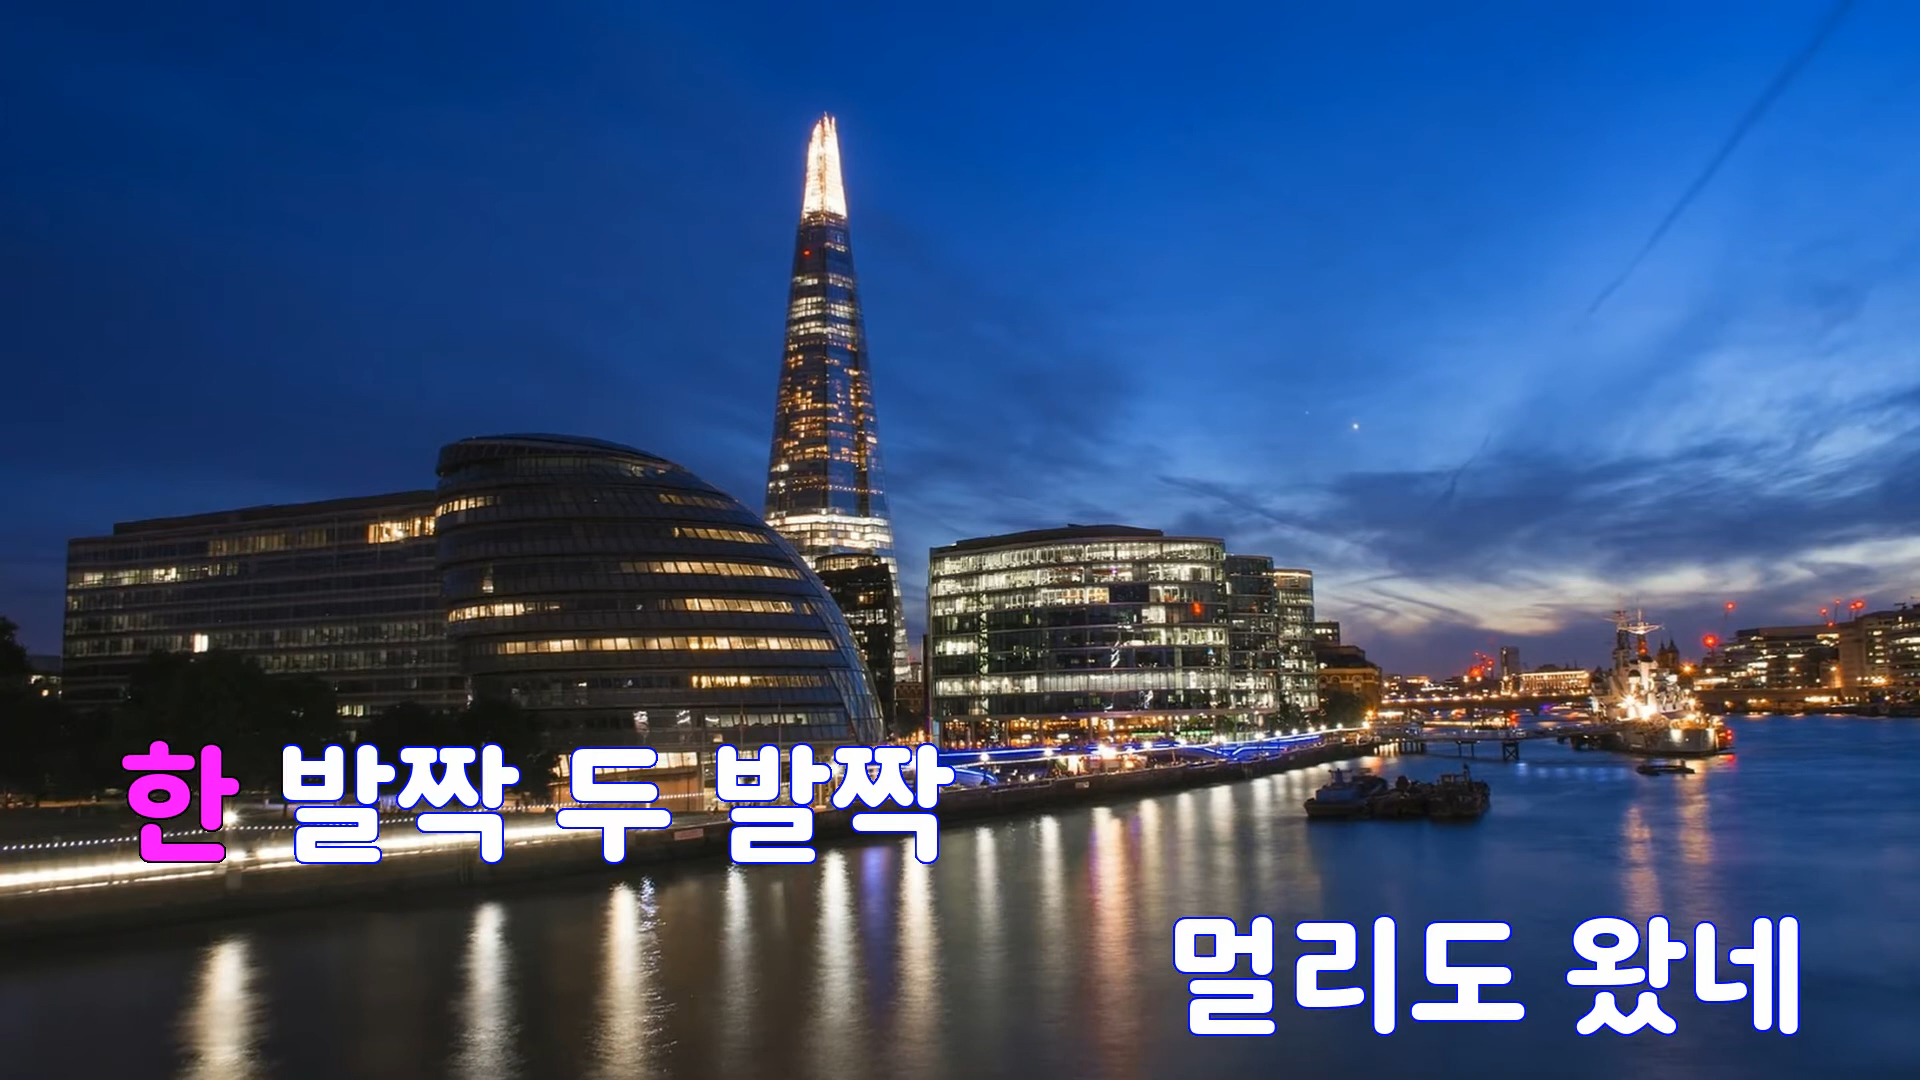 한 발짝 두 발짝
멀리도 왔네